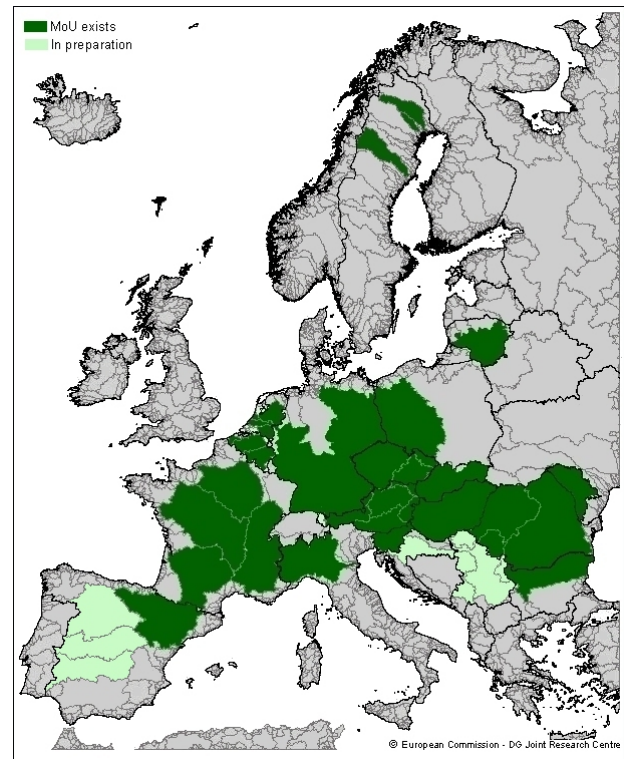 MoU exists
In preparation
© European Commission - DG Joint Research Centre